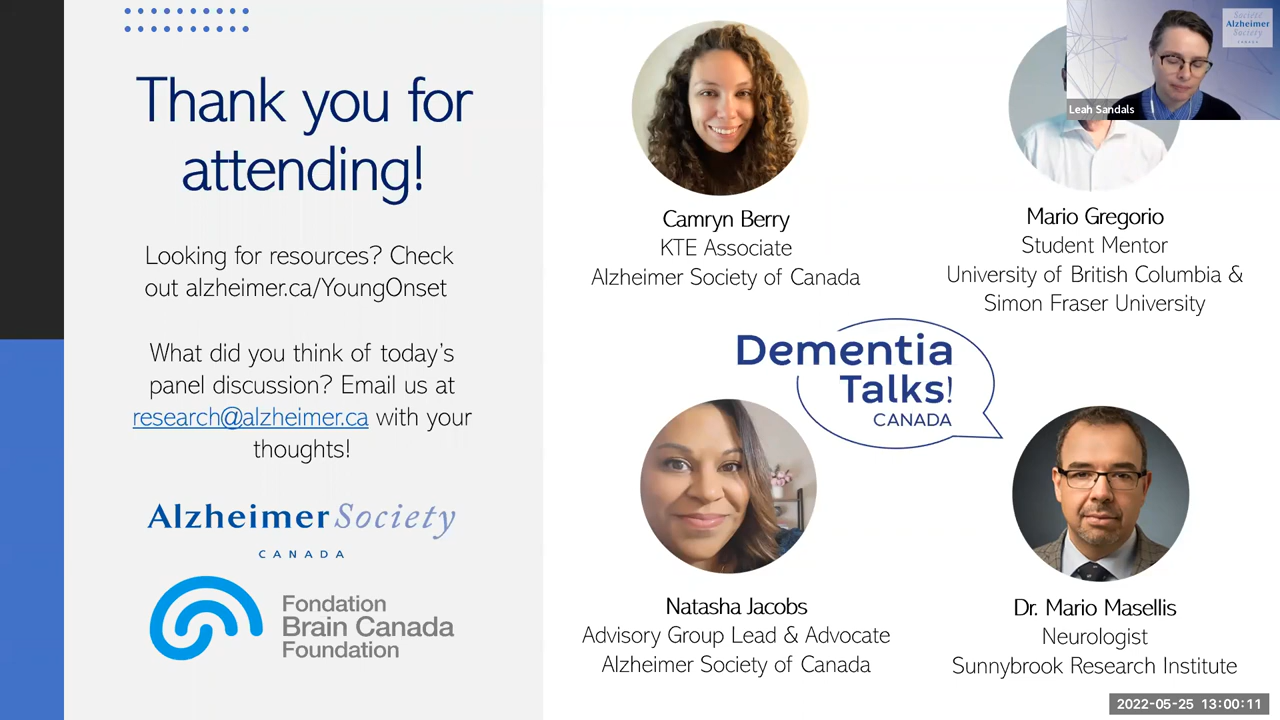 Thank you for
attending!
Looking for resources? Check
out alzheimer.ca/YoungOnset
What did you think of today's
panel discussion? Email us at
research@alzheimer.ca with your
thoughts!
Alzheimer Society
CANADA
Fondation
Brain Canada
Foundation
Camryn Berry
KTE Associate
Alzheimer Society of Canada
Mario Gregorio
Student Mentor
University of British Columbia &
Simon Fraser University
Dementia
Talks!
CANADA
Natasha Jacobs
Advisory Group Lead & Advocate
Alzheimer Society of Canada
Dr. Mario Masellis
Neurologist
Sunnybrook Research Institute
Leah Sandals
Société
Alzheimer
Society
CANADA
2022-05-25 13:00:11